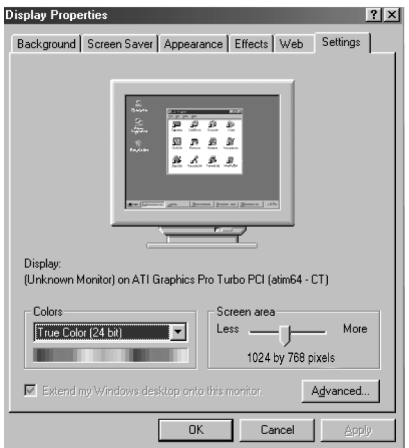 Display Properties
Background Screen Saver Appearance Effects Web Settings
Display:
(Unknown Monitor) on ATI Graphics Pro Turbo PCI (atim64 - CT)
Colors
True Color (24 bit)
Screen area
Less More
1024 by 768 pixels
Extend my Windows desktop onto this monitor.
Advanced...
OK Cancel Apply